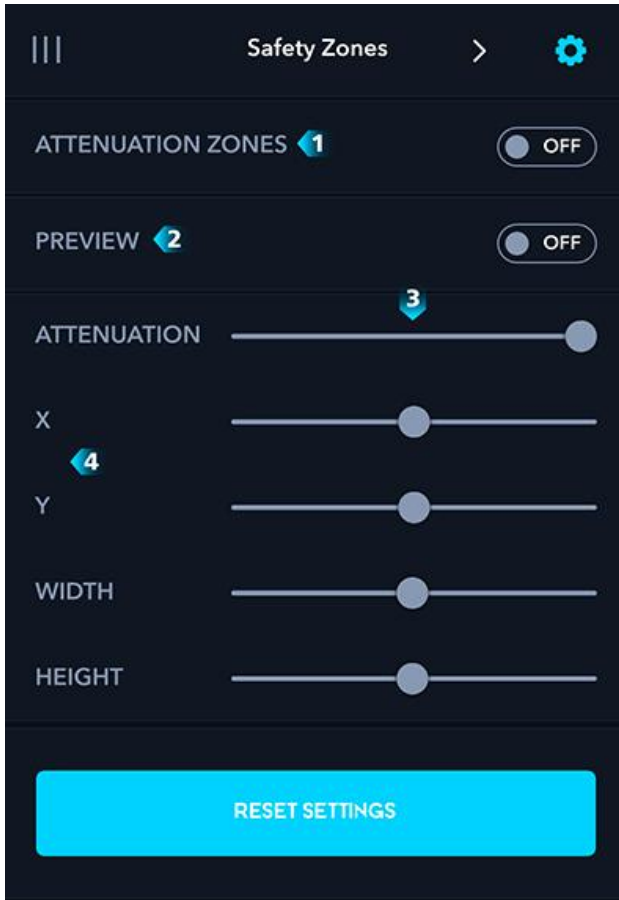 Safety Zones
ATTENUATION ZONES 1 OFF
PREVIEW 2 OFF
3
ATTENUATION
X
4
Y
WIDTH
HEIGHT
RESET SETTINGS